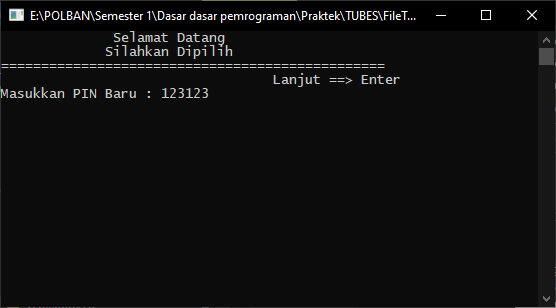 E:\POLBAN\Semester 1\Dasar dasar pemrograman\Praktek\TUBES\FileT...
Selamat Datang
Silahkan Dipilih
================================================
Lanjut ==> Enter
Masukkan PIN Baru : 123123